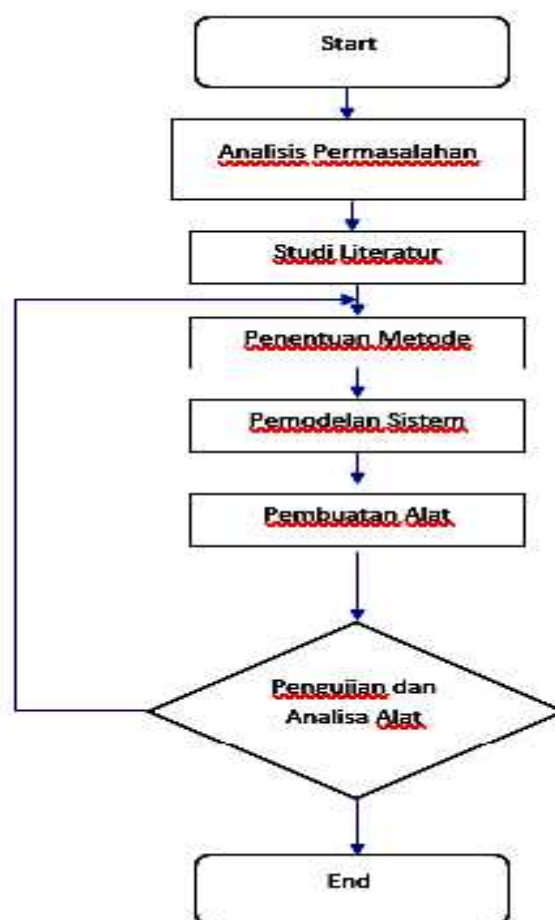 Start
Analisis Permasalahan
Studi Literatur
Penentuan Metode
Pemodelan Sistem
Pembuatan Alat
Pengujian dan
Analisa Alat
End